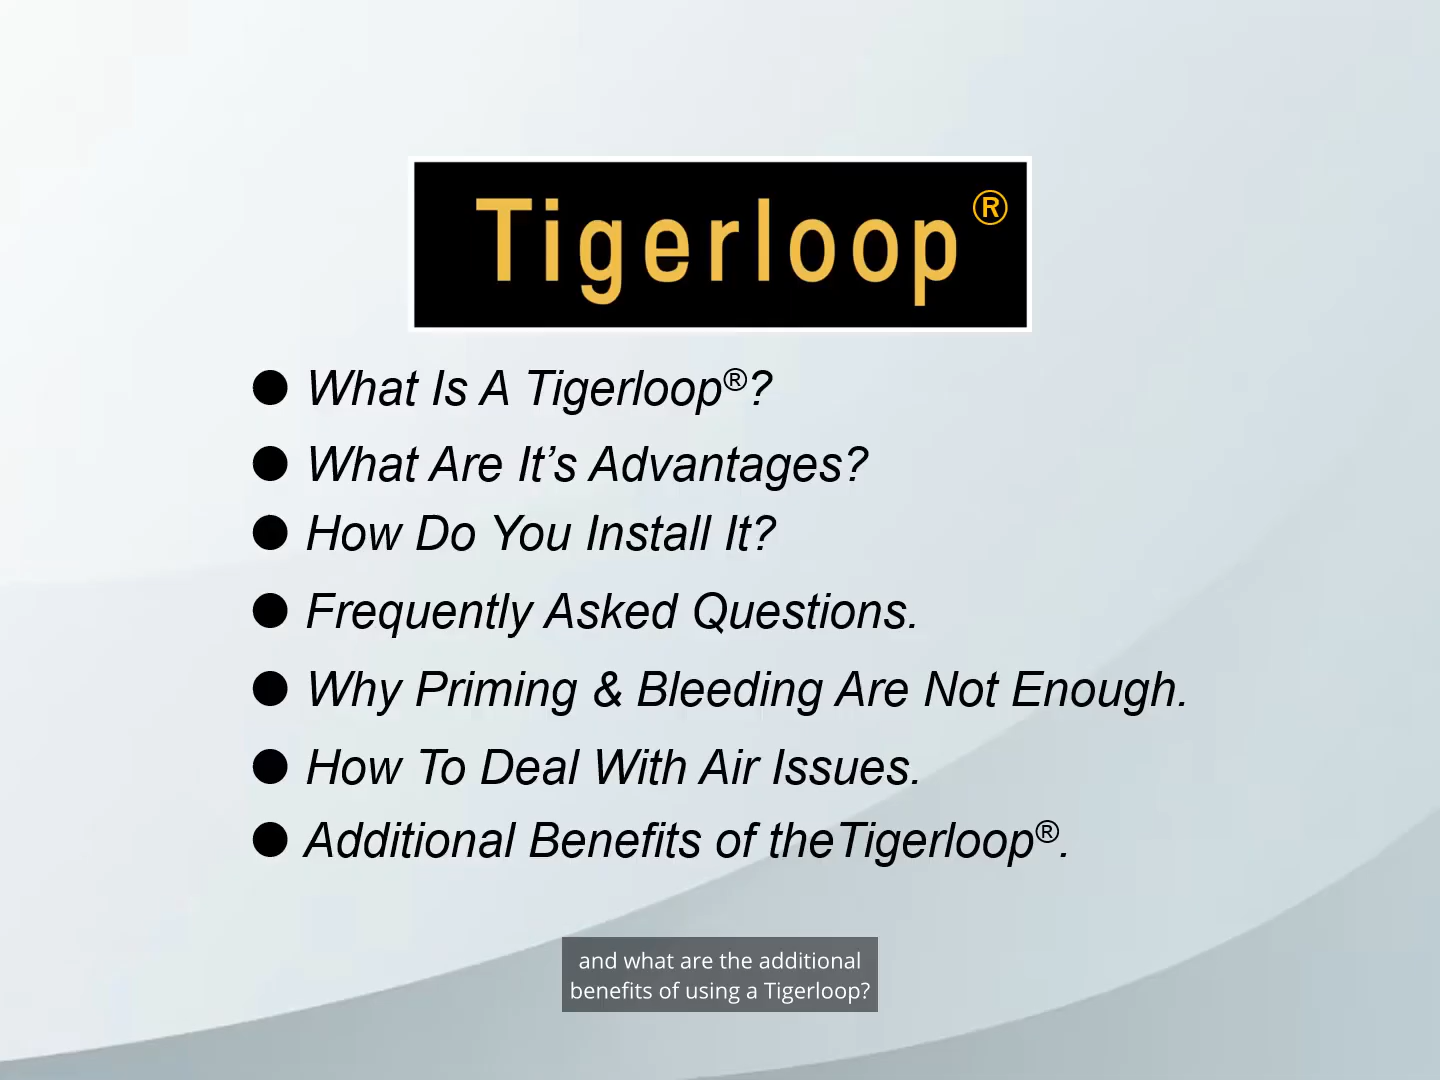 Tigerloop®
● What Is A Tigerloop®?
● What Are It’s Advantages?
● How Do You Install It?
● Frequently Asked Questions.
● Why Priming & Bleeding Are Not Enough.
● How To Deal With Air Issues.
● Additional Benefits of theTigerloop®.
and what are the additional
benefits of using a Tigerloop?